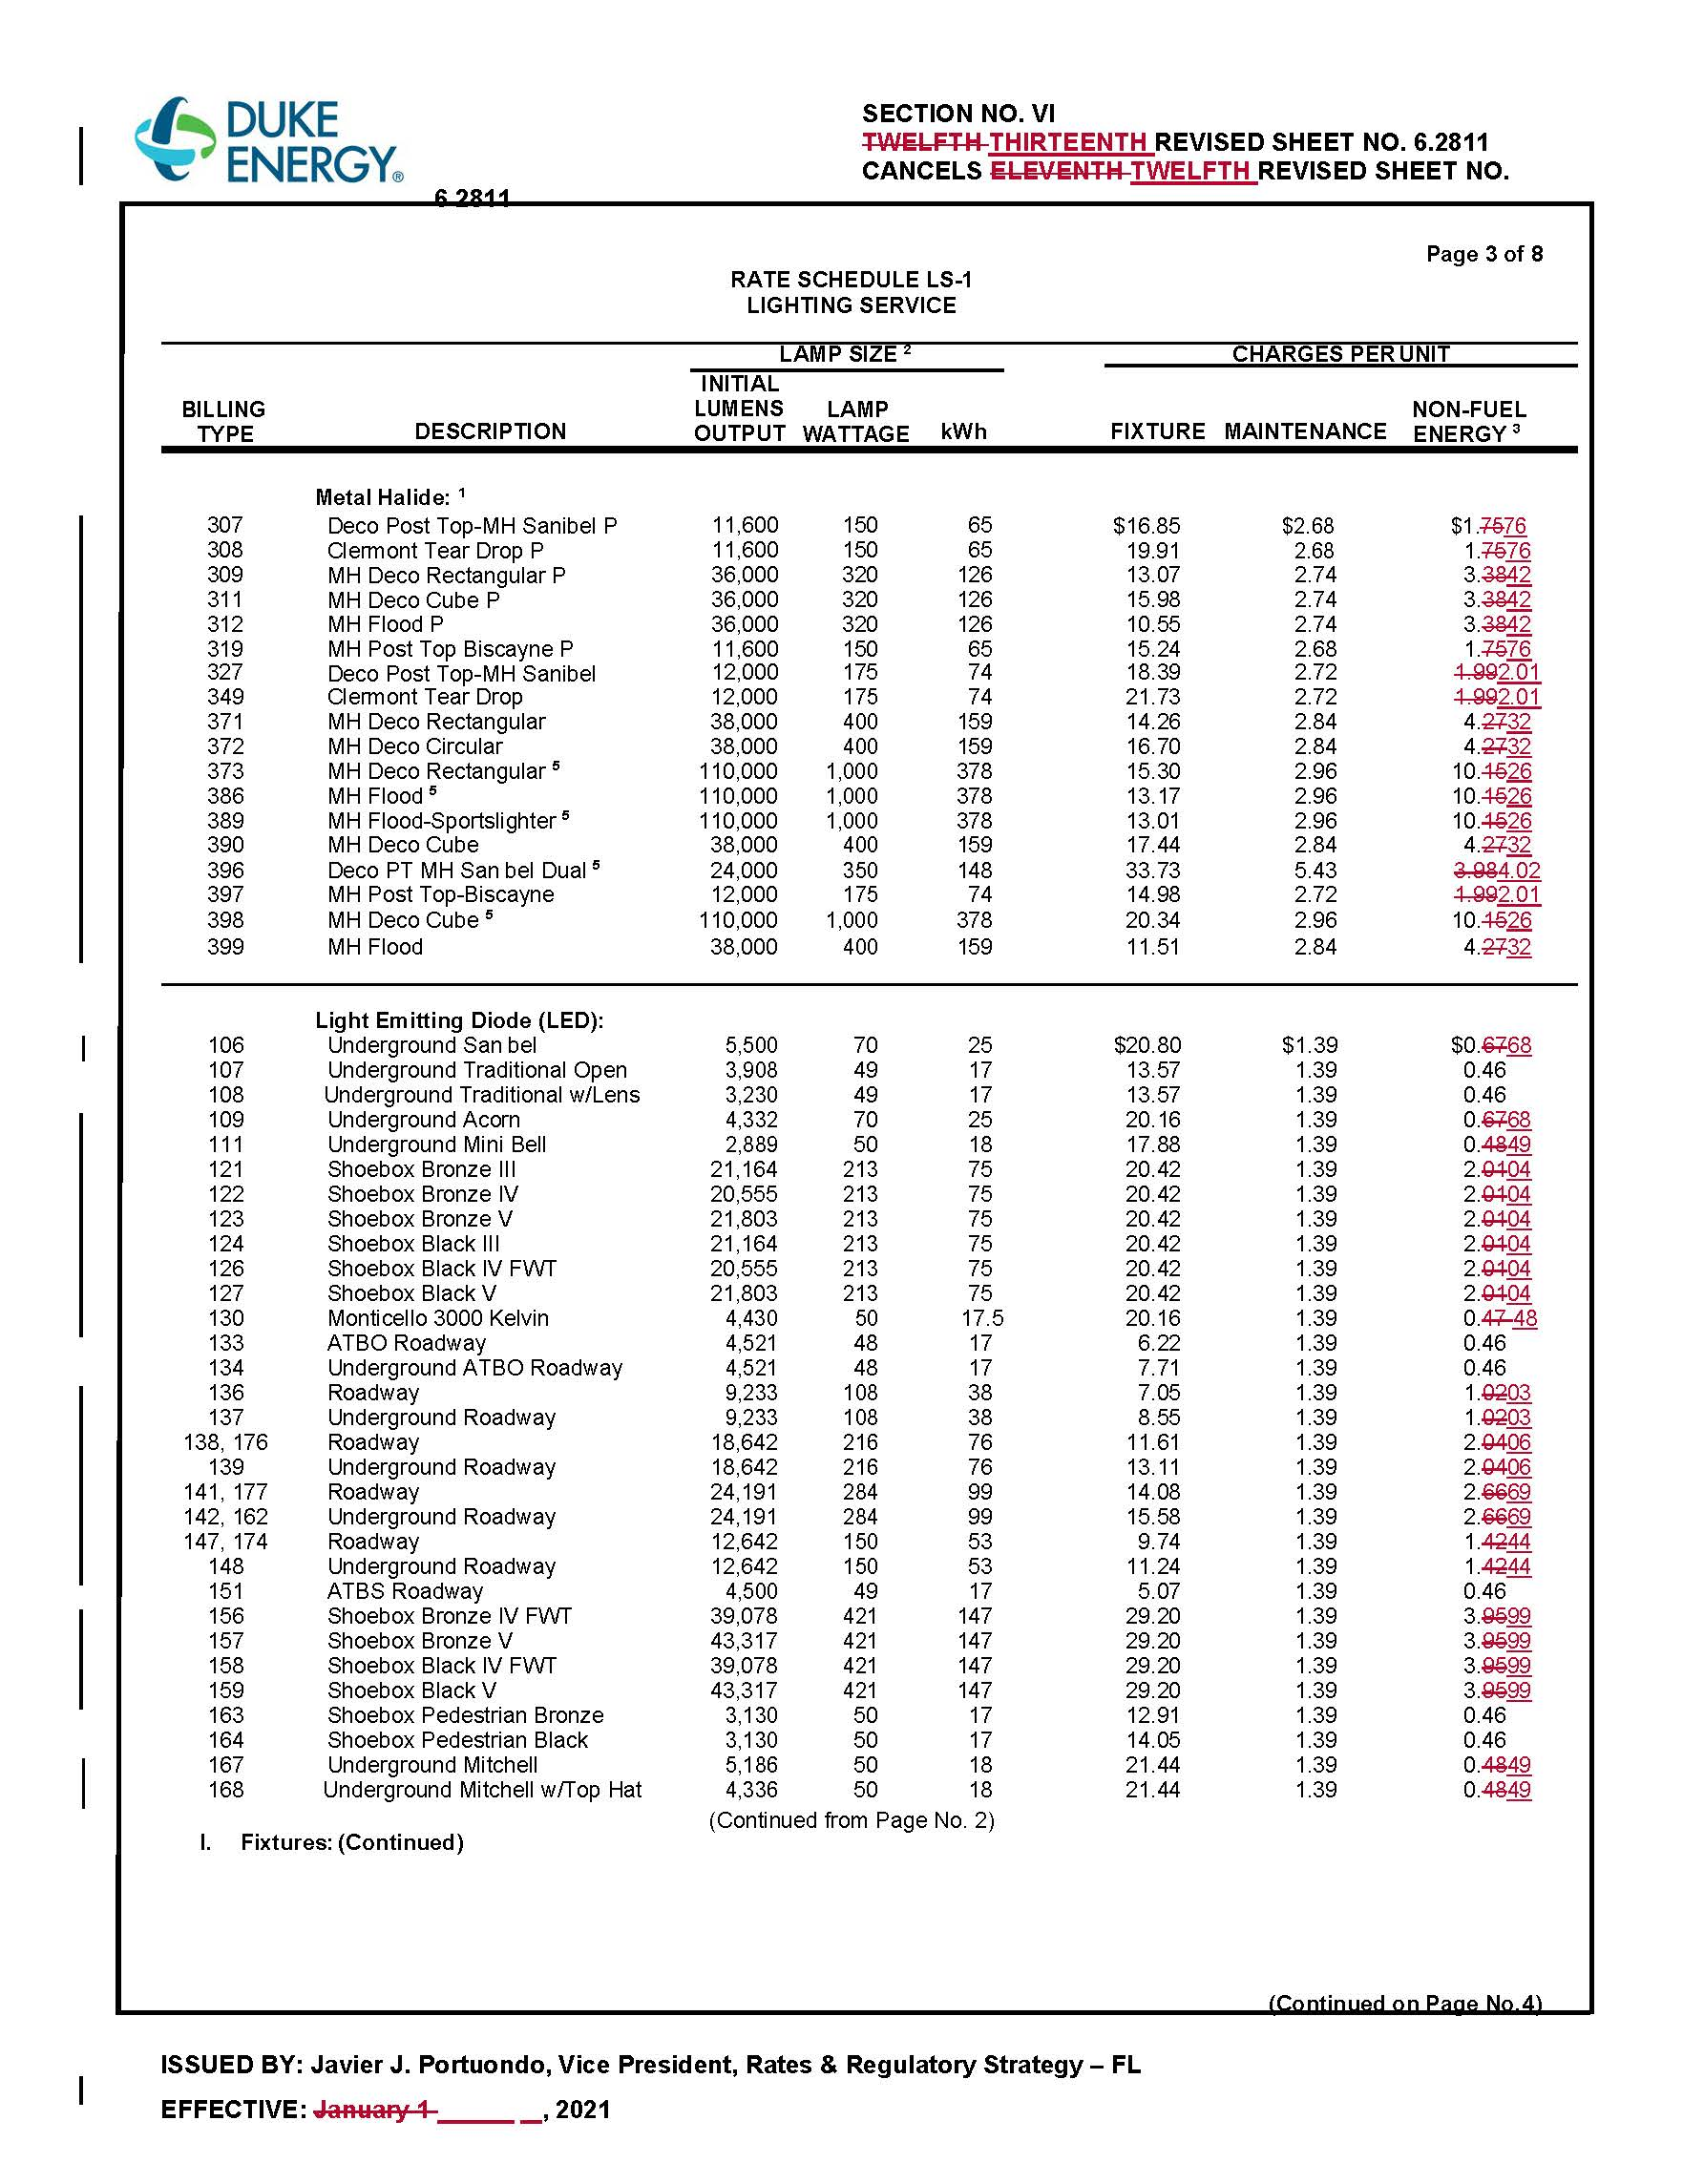 DUKE
ENERGY®
SECTION NO. VI
TWELFTH THIRTEENTH REVISED SHEET NO. 6.2811
CANCELS ELEVENTH TWELFTH REVISED SHEET NO.
6.2811
Page 3 of 8
RATE SCHEDULE LS-1
LIGHTING SERVICE
LAMP SIZE ² CHARGES PER UNIT
BILLING TYPE DESCRIPTION INITIAL LUMENS OUTPUT LAMP WATTAGE kWh FIXTURE MAINTENANCE NON-FUEL ENERGY ³
Metal Halide: ¹
307 Deco Post Top-MH Sanibel P 11,600 150 65 $16.85 $2.68 $1.7576
308 Clermont Tear Drop P 11,600 150 65 19.91 2.68 1.7576
309 MH Deco Rectangular P 36,000 320 126 13.07 2.74 3.3842
311 MH Deco Cube P 36,000 320 126 15.98 2.74 3.3842
312 MH Flood P 36,000 320 126 10.55 2.74 3.3842
319 MH Post Top Biscayne P 11,600 150 65 15.24 2.68 1.7576
327 Deco Post Top-MH Sanibel 12,000 175 74 18.39 2.72 1.992.01
349 Clermont Tear Drop 12,000 175 74 21.73 2.72 1.992.01
371 MH Deco Rectangular 38,000 400 159 14.26 2.84 4.2732
372 MH Deco Circular 38,000 400 159 16.70 2.84 4.2732
373 MH Deco Rectangular ⁵ 110,000 1,000 378 15.30 2.96 10.1526
386 MH Flood ⁵ 110,000 1,000 378 13.17 2.96 10.1526
389 MH Flood-Sportslighter ⁵ 110,000 1,000 378 13.01 2.96 10.1526
390 MH Deco Cube 38,000 400 159 17.44 2.84 4.2732
396 Deco PT MH San bel Dual ⁵ 24,000 350 148 33.73 5.43 3.984.02
397 MH Post Top-Biscayne 12,000 175 74 14.98 2.72 1.992.01
398 MH Deco Cube ⁵ 110,000 1,000 378 20.34 2.96 10.1526
399 MH Flood 38,000 400 159 11.51 2.84 4.2732
Light Emitting Diode (LED):
106 Underground San bel 5,500 70 25 $20.80 $1.39 $0.6768
107 Underground Traditional Open 3,908 49 17 13.57 1.39 0.46
108 Underground Traditional w/Lens 3,230 49 17 13.57 1.39 0.46
109 Underground Acorn 4,332 70 25 20.16 1.39 0.6768
111 Underground Mini Bell 2,889 50 18 17.88 1.39 0.4849
121 Shoebox Bronze III 21,164 213 75 20.42 1.39 2.0104
122 Shoebox Bronze IV 20,555 213 75 20.42 1.39 2.0104
123 Shoebox Bronze V 21,803 213 75 20.42 1.39 2.0104
124 Shoebox Black III 21,164 213 75 20.42 1.39 2.0104
126 Shoebox Black IV FWT 20,555 213 75 20.42 1.39 2.0104
127 Shoebox Black V 21,803 213 75 20.42 1.39 2.0104
130 Monticello 3000 Kelvin 4,430 50 17.5 20.16 1.39 0.47 48
133 ATBO Roadway 4,521 48 17 6.22 1.39 0.46
134 Underground ATBO Roadway 4,521 48 17 7.71 1.39 0.46
136 Roadway 9,233 108 38 7.05 1.39 1.0203
137 Underground Roadway 9,233 108 38 8.55 1.39 1.0203
138, 176 Roadway 18,642 216 76 11.61 1.39 2.0406
139 Underground Roadway 18,642 216 76 13.11 1.39 2.0406
141, 177 Roadway 24,191 284 99 14.08 1.39 2.6669
142, 162 Underground Roadway 24,191 284 99 15.58 1.39 2.6669
147, 174 Roadway 12,642 150 53 9.74 1.39 1.4244
148 Underground Roadway 12,642 150 53 11.24 1.39 1.4244
151 ATBS Roadway 4,500 49 17 5.07 1.39 0.46
156 Shoebox Bronze IV FWT 39,078 421 147 29.20 1.39 3.9599
157 Shoebox Bronze V 43,317 421 147 29.20 1.39 3.9599
158 Shoebox Black IV FWT 39,078 421 147 29.20 1.39 3.9599
159 Shoebox Black V 43,317 421 147 29.20 1.39 3.9599
163 Shoebox Pedestrian Bronze 3,130 50 17 12.91 1.39 0.46
164 Shoebox Pedestrian Black 3,130 50 17 14.05 1.39 0.46
167 Underground Mitchell 5,186 50 18 21.44 1.39 0.4849
168 Underground Mitchell w/Top Hat 4,336 50 18 21.44 1.39 0.4849
(Continued from Page No. 2)
I. Fixtures: (Continued)
(Continued on Page No.4)
ISSUED BY: Javier J. Portuondo, Vice President, Rates & Regulatory Strategy – FL
EFFECTIVE: January 1 ______ __, 2021